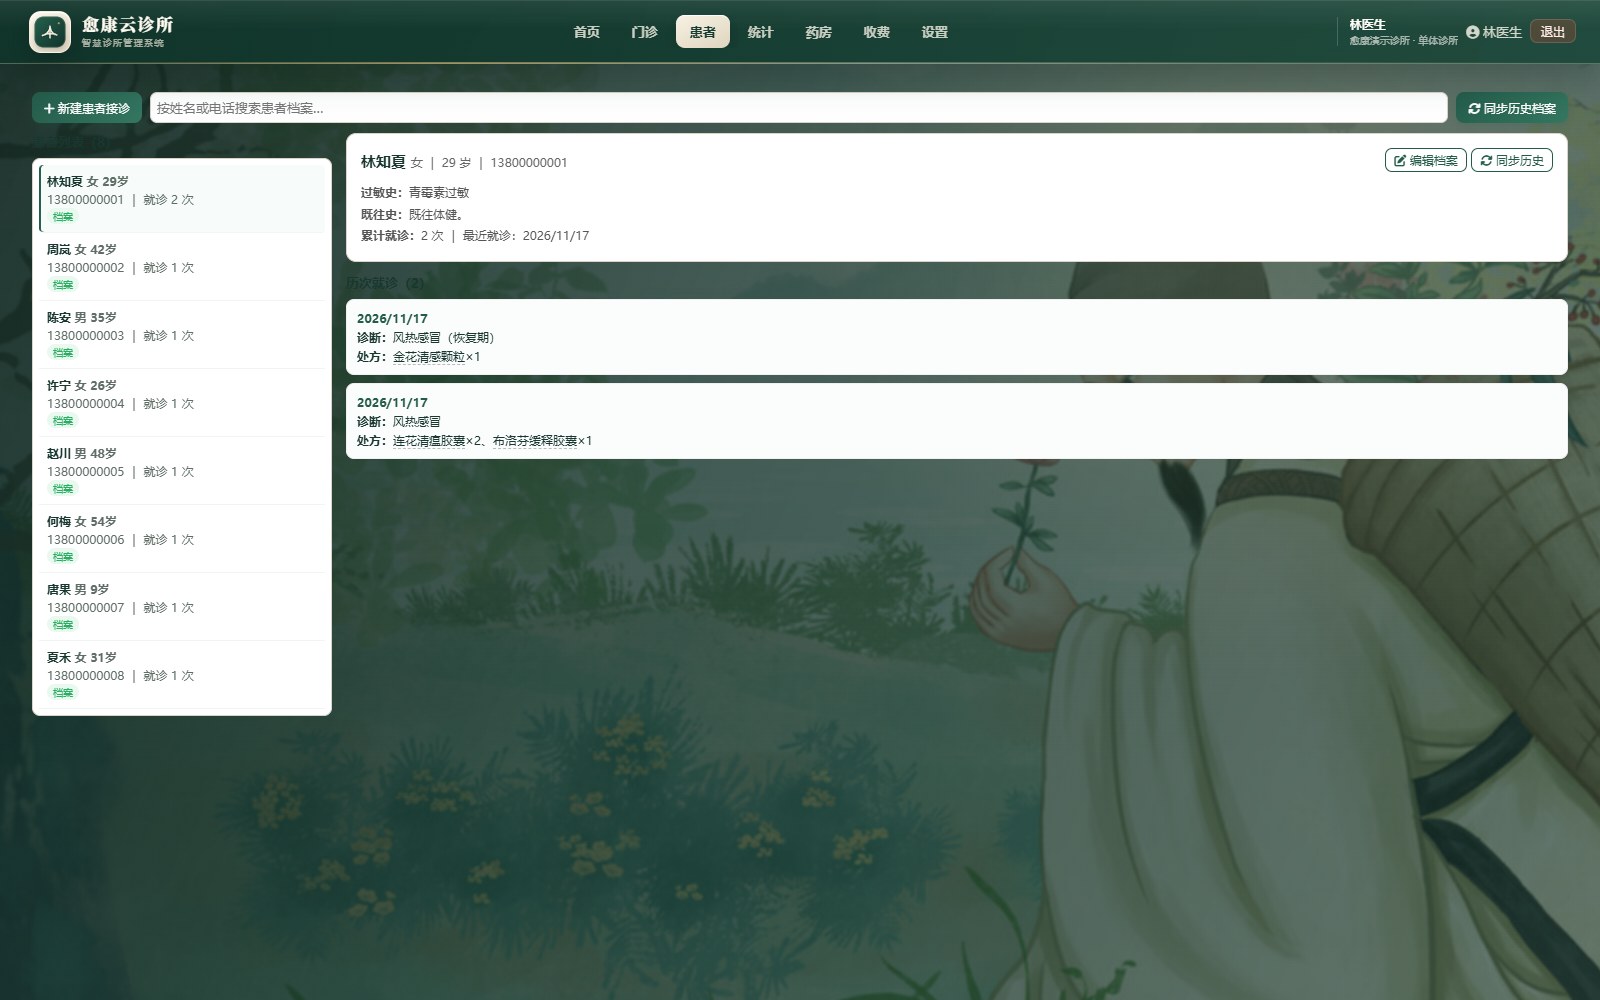 愈康云诊所
智慧诊所管理系统
首页 门诊 患者 统计 药房 收费 设置
林医生
愈康演示诊所 · 单体诊所
林医生
退出
新建患者接诊
按姓名或电话搜索患者档案...
同步历史档案
林知夏 女 29岁
13800000001 | 就诊 2 次
档案
周岚 女 42岁
13800000002 | 就诊 1 次
档案
陈安 男 35岁
13800000003 | 就诊 1 次
档案
许宁 女 26岁
13800000004 | 就诊 1 次
档案
赵川 男 48岁
13800000005 | 就诊 1 次
档案
何梅 女 54岁
13800000006 | 就诊 1 次
档案
唐果 男 9岁
13800000007 | 就诊 1 次
档案
夏禾 女 31岁
13800000008 | 就诊 1 次
档案
林知夏 女 | 29 岁 | 13800000001
编辑档案
同步历史
过敏史：青霉素过敏
既往史：既往体健。
累计就诊：2 次 | 最近就诊：2026/11/17
历次就诊（2）
2026/11/17
诊断：风热感冒（恢复期）
处方：金花清感颗粒×1
2026/11/17
诊断：风热感冒
处方：连花清瘟胶囊×2、布洛芬缓释胶囊×1